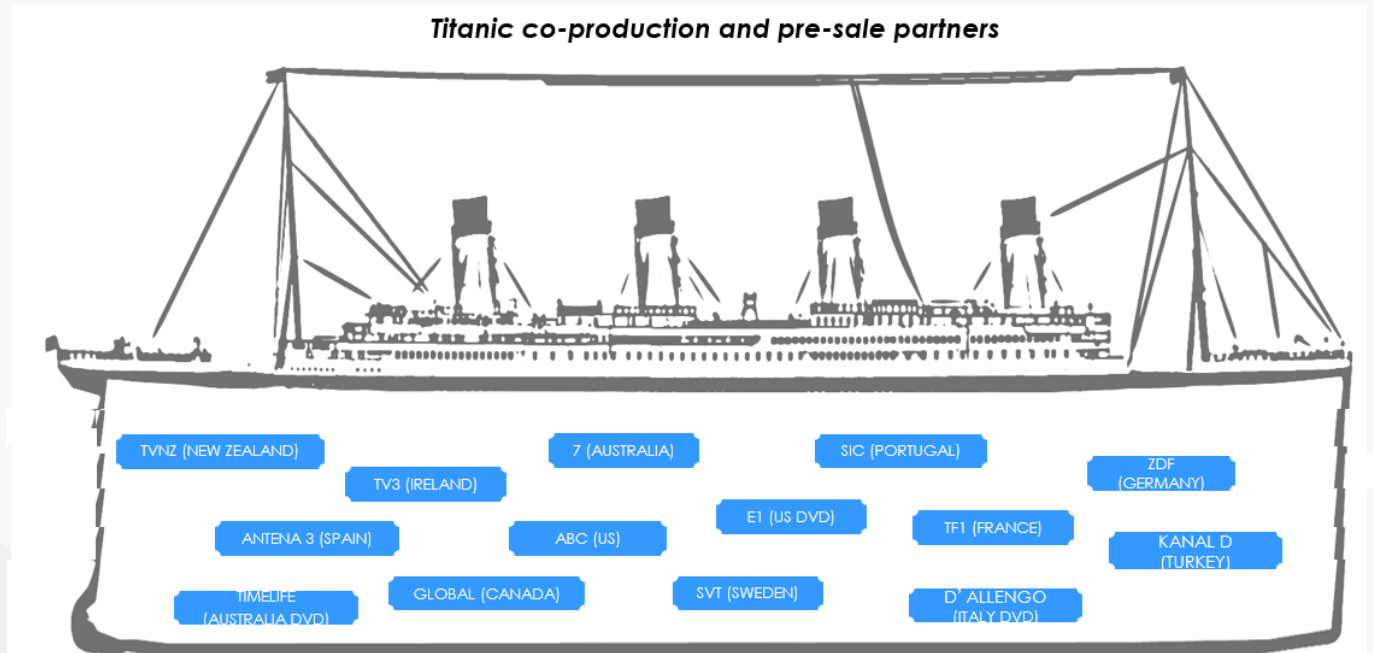 Titanic co-production and pre-sale partners
TVNZ (NEW ZEALAND)
7 (AUSTRALIA)
SIC (PORTUGAL)
ZDF
(GERMANY)
TV3 (IRELAND)
E1 (US DVD)
TF1 (FRANCE)
ANTENA 3 (SPAIN)
ABC (US)
KANAL D
(TURKEY)
GLOBAL (CANADA)
SVT (SWEDEN)
TIMELIFE
(AUSTRALIA DVD)
D' ALLENGO
(ITALY DVD)